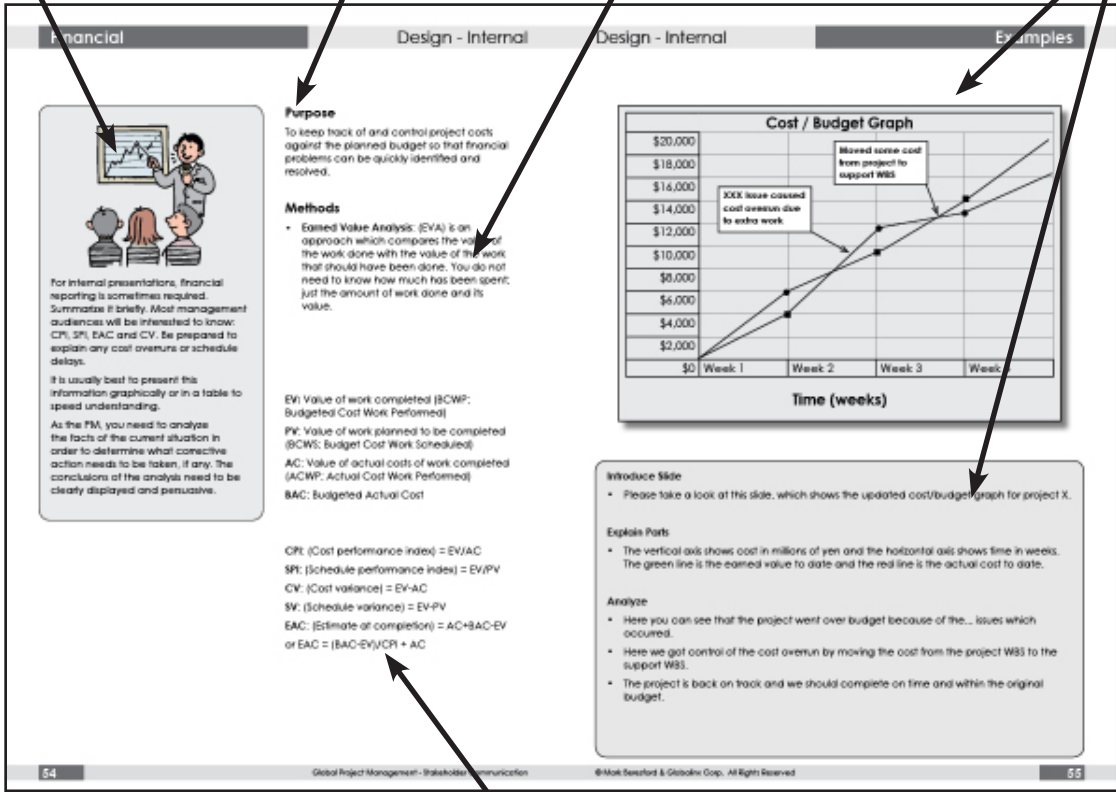 Financial
Design - Internal
Design - Internal
Examples
For internal presentations, financial
reporting is sometimes required.
Summarize it briefly. Most management
audiences will be interested to know:
CPI, SPI, EAC and CV. Be prepared to
explain any cost overruns or schedule
delays.
It is usually best to present this
information graphically or in a table to
speed understanding.
As the PM, you need to analyze
the facts of the current situation in
order to determine what corrective
action needs to be taken, if any. The
conclusions of the analysis need to be
clearly displayed and persuasive.
Purpose
To keep track of and control project costs
against the planned budget so that financial
problems can be quickly identified and
resolved.
Methods
• Earned Value Analysis: (EVA) is an
approach which compares the value of
the work done with the value of the work
that should have been done. You do not
need to know how much has been spent;
just the amount of work done and its
value.
EV: Value of work completed (BCWP;
Budgeted Cost Work Performed)
PV: Value of work planned to be completed
(BCWS; Budget Cost Work Scheduled)
AC: Value of actual costs of work completed
(ACWP; Actual Cost Work Performed)
BAC: Budgeted Actual Cost
CPI: (Cost performance index) = EV/AC
SPI: (Schedule performance index) = EV/PV
CV: (Cost variance) = EV-AC
SV: (Schedule variance) = EV-PV
EAC: (Estimate at completion) = AC+BAC-EV
or EAC = (BAC-EV)/CPI + AC
Cost / Budget Graph
$20,000
$18,000
$16,000
$14,000
$12,000
$10,000
$8,000
$6,000
$4,000
$2,000
$0
Moved some cost
from project to
support WBS
XXX issue caused
cost overrun due
to extra work
Week 1
Week 2
Week 3
Week
Time (weeks)
Introduce Slide
• Please take a look at this slide, which shows the updated cost/budget graph for project X.
Explain Parts
• The vertical axis shows cost in millions of yen and the horizontal axis shows time in weeks.
The green line is the earned value to date and the red line is the actual cost to date.
Analyze
• Here you can see that the project went over budget because of the... issues which
occurred.
• Here we got control of the cost overrun by moving the cost from the project WBS to the
support WBS.
• The project is back on track and we should complete on time and within the original
budget.
54
Global Project Management - Stakeholder Communication
© Mark Beresford & Globalinx Corp. All Rights Reserved
55